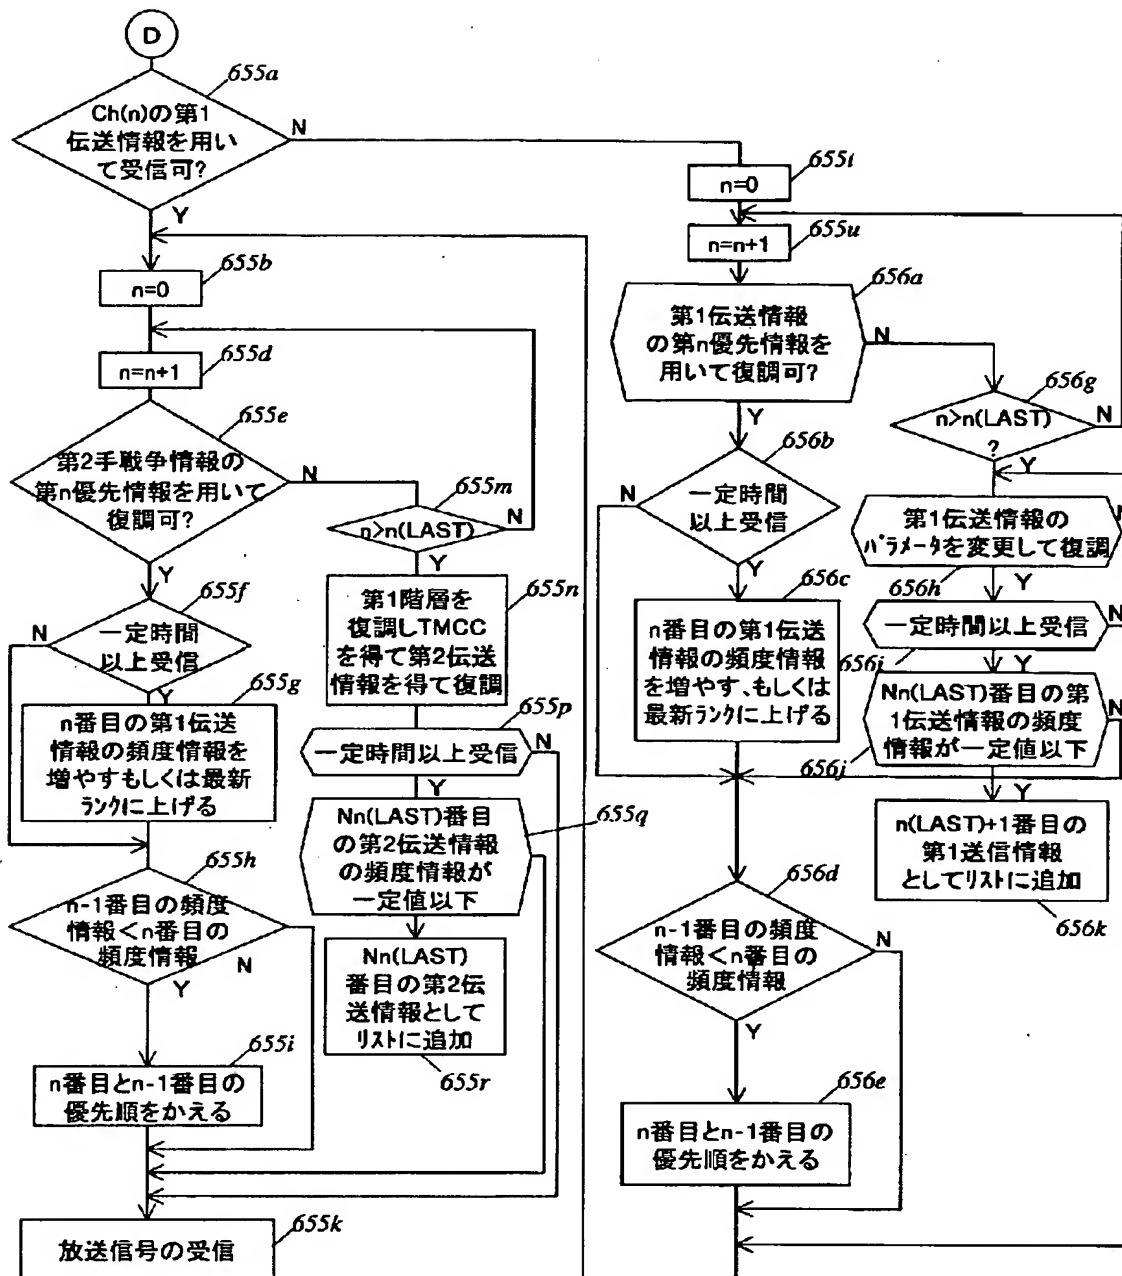 D
655a
Ch(n)の第1
伝送情報を用い
て受信可?
N
Y
655b
n=0
655d
n=n+1
655e
第2手戦争情報の
第n優先情報を用いて
復調可?
N
Y
655m
n>n(LAST)
N
Y
655f
一定時間
以上受信
N
Y
655g
n番目の第1伝送
情報の頻度情報を
増やすもしくは最新
ランクに上げる
655n
第1階層を
復調しTMCC
を得て第2伝送
情報を得て復調
655p
一定時間以上受信
N
Y
655q
Nn(LAST)番目
の第2伝送情報
の頻度情報が
一定値以下
655h
n-1番目の頻度
情報<n番目の
頻度情報
N
Y
Nn(LAST)
番目の第2伝
送情報として
リストに追加
655r
655i
n番目とn-1番目の
優先順をかえる
655k
放送信号の受信
655t
n=0
655u
n=n+1
656a
第1伝送情報
の第n優先情報を
用いて復調可?
N
Y
656g
n>n(LAST)
?
N
Y
656b
一定時間
以上受信
N
Y
第1伝送情報の
パラメータを変更して復調
N
656h
Y
656c
n番目の第1伝送
情報の頻度情報
を増やす、もしくは
最新ランクに上げる
一定時間以上受信
N
656i
Y
Nn(LAST)番目の第
1伝送情報の頻度
情報が一定値以下
N
656j
Y
n(LAST)+1番目の
第1送信情報
としてリストに追加
656k
656d
n-1番目の頻度
情報<n番目の
頻度情報
N
Y
656e
n番目とn-1番目の
優先順をかえる